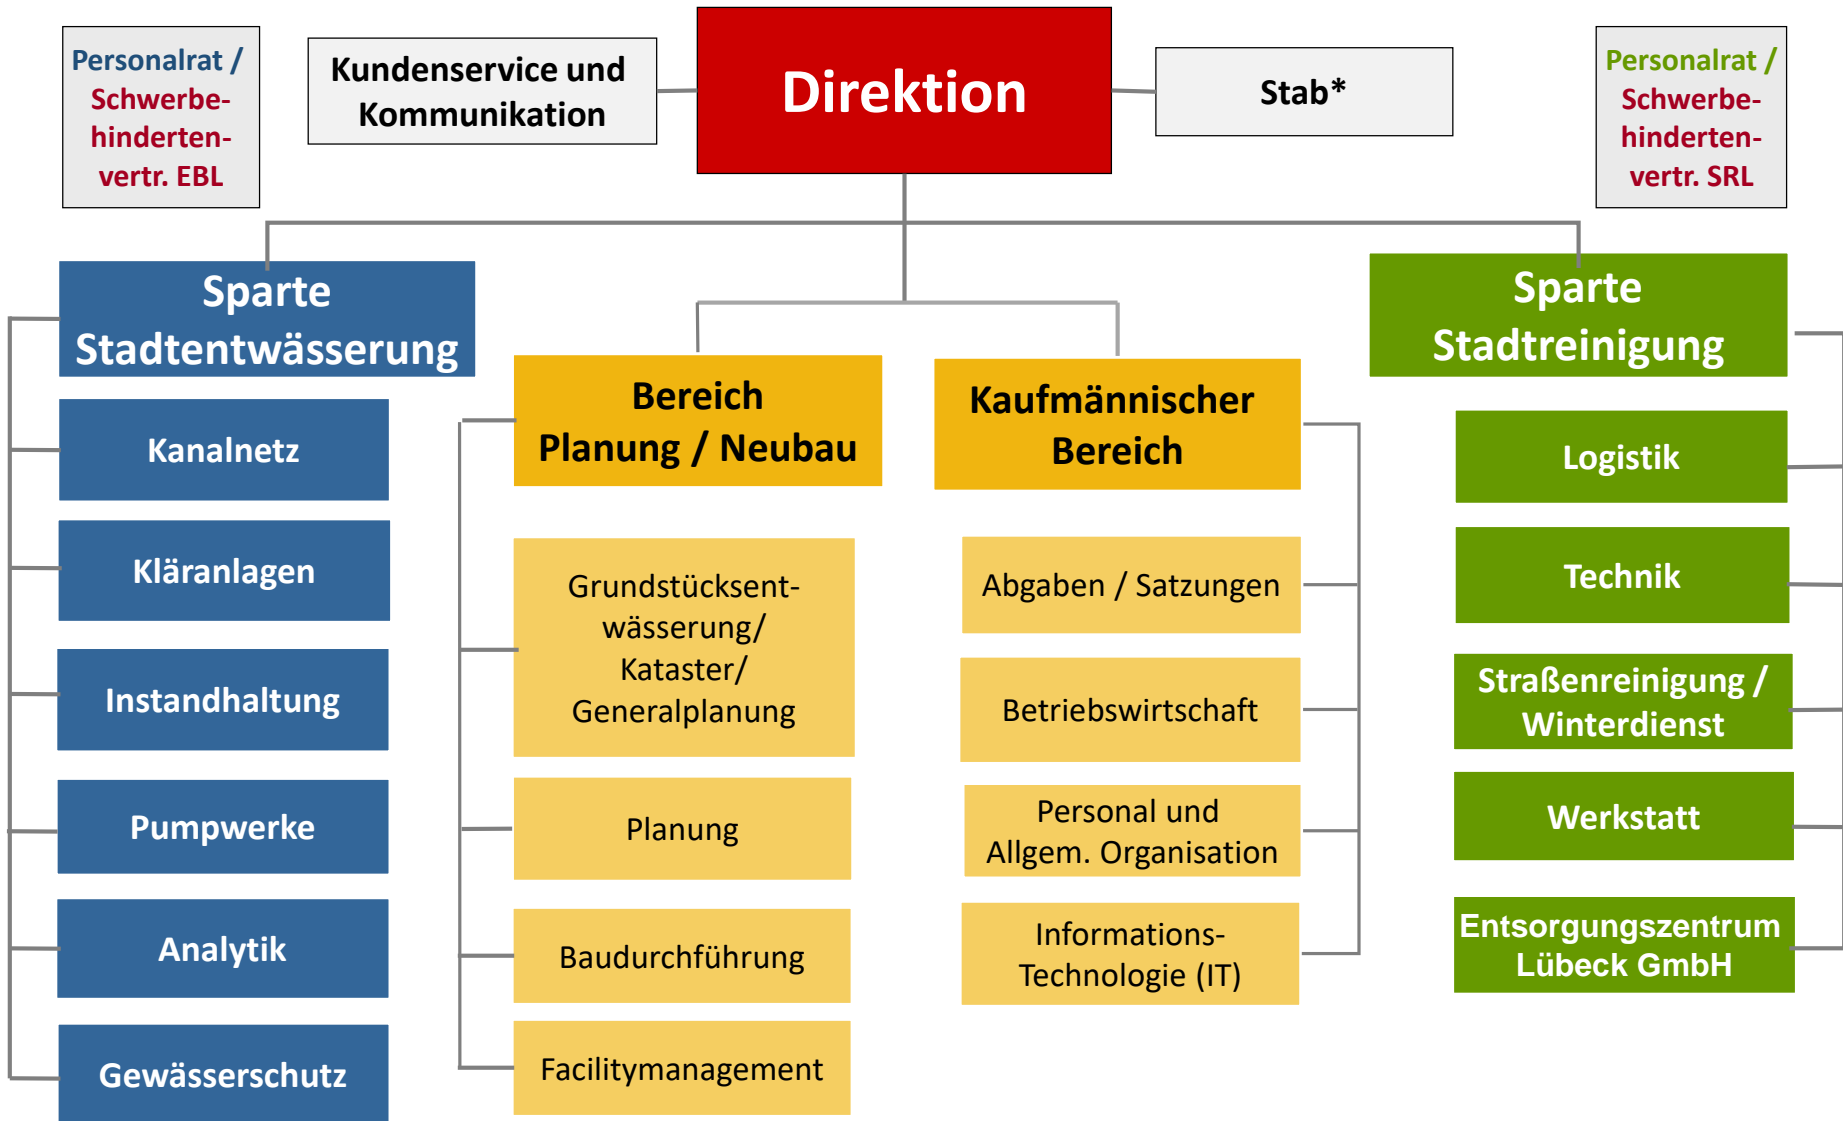 Personalrat /
Schwerbe-
hinderten-
vertr. EBL
Kundenservice und
Kommunikation
Direktion
Stab*
Personalrat /
Schwerbe-
hinderten-
vertr. SRL
Sparte
Stadtentwässerung
Kanalnetz
Kläranlagen
Instandhaltung
Pumpwerke
Analytik
Gewässerschutz
Bereich
Planung / Neubau
Grundstücksent-
wässerung/
Kataster/
Generalplanung
Planung
Baudurchführung
Facilitymanagement
Kaufmännischer
Bereich
Abgaben / Satzungen
Betriebswirtschaft
Personal und
Allgem. Organisation
Informations-
Technologie (IT)
Sparte
Stadtreinigung
Logistik
Technik
Straßenreinigung /
Winterdienst
Werkstatt
Entsorgungszentrum
Lübeck GmbH